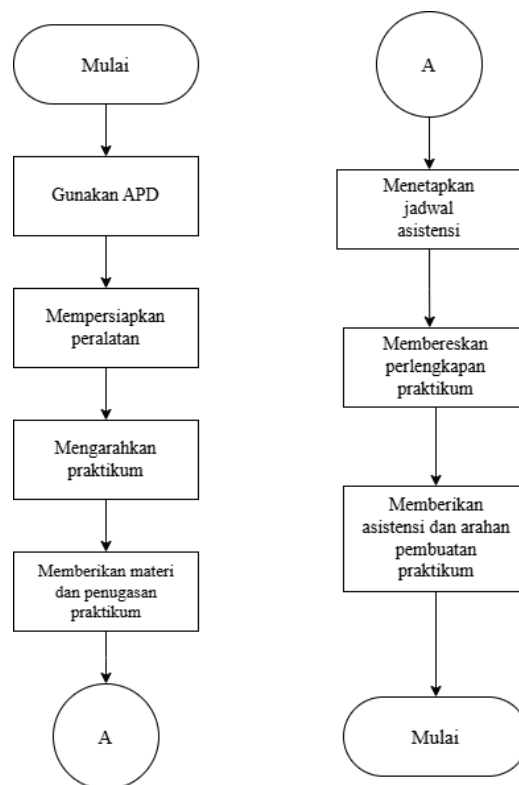 Mulai
Gunakan APD
Mempersiapkan
peralatan
Mengarahkan
praktikum
Memberikan materi
dan penugasan
praktikum
A
A
Menetapkan
jadwal
asistensi
Membereskan
perlengkapan
praktikum
Memberikan
asistensi dan arahan
pembuatan
praktikum
Mulai